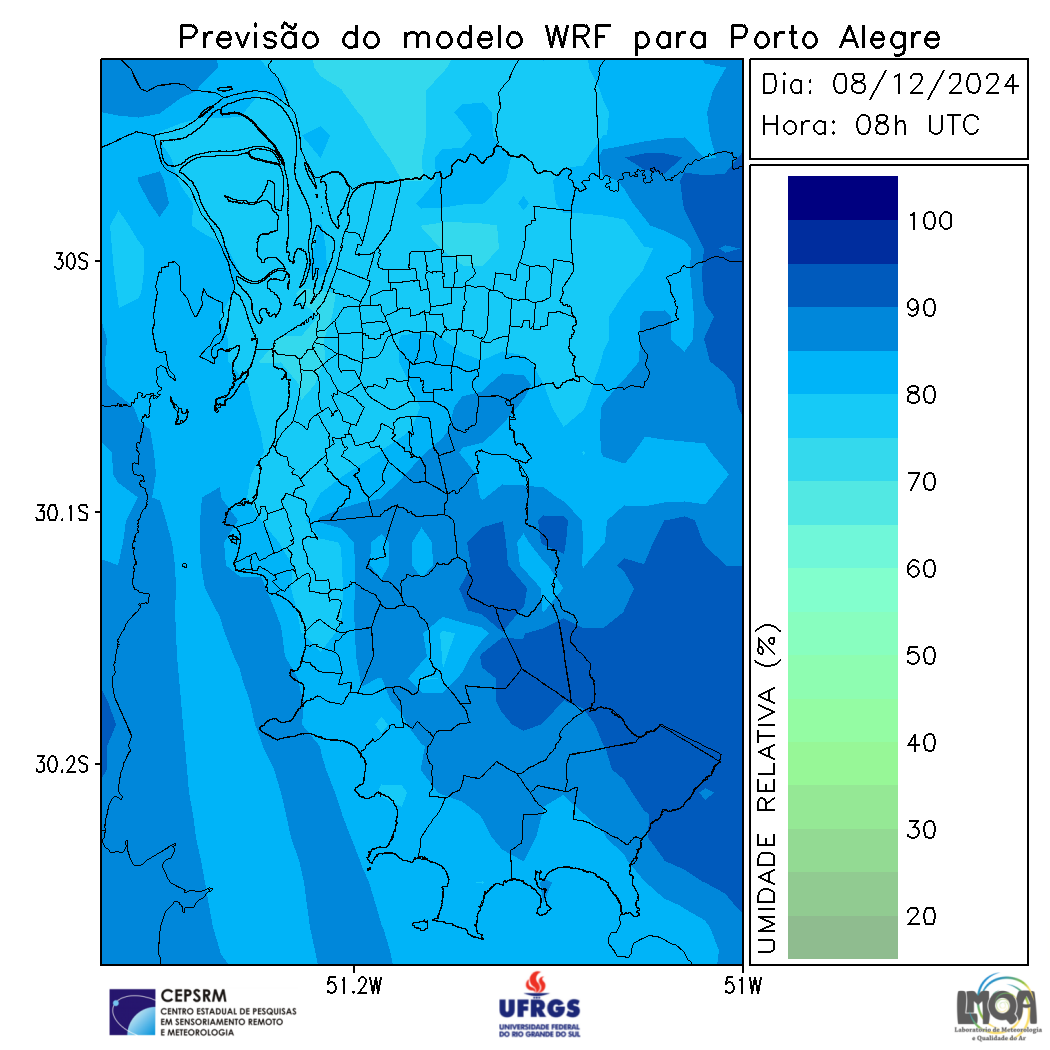 Previsão do modelo WRF para Porto Alegre
Dia: 08/12/2024
Hora: 08h UTC
30S
30.1S
30.2S
51.2W
51W
100
90
80
70
60
50
40
30
20
UMIDADE RELATIVA (%)
CEPSRM
CENTRO ESTADUAL DE PESQUISAS
EM SENSORIAMENTO REMOTO
E METEOROLOGIA
UFRGS
UNIVERSIDADE FEDERAL
DO RIO GRANDE DO SUL
LMQA
Laboratório de Meteorologia
e Qualidade do Ar